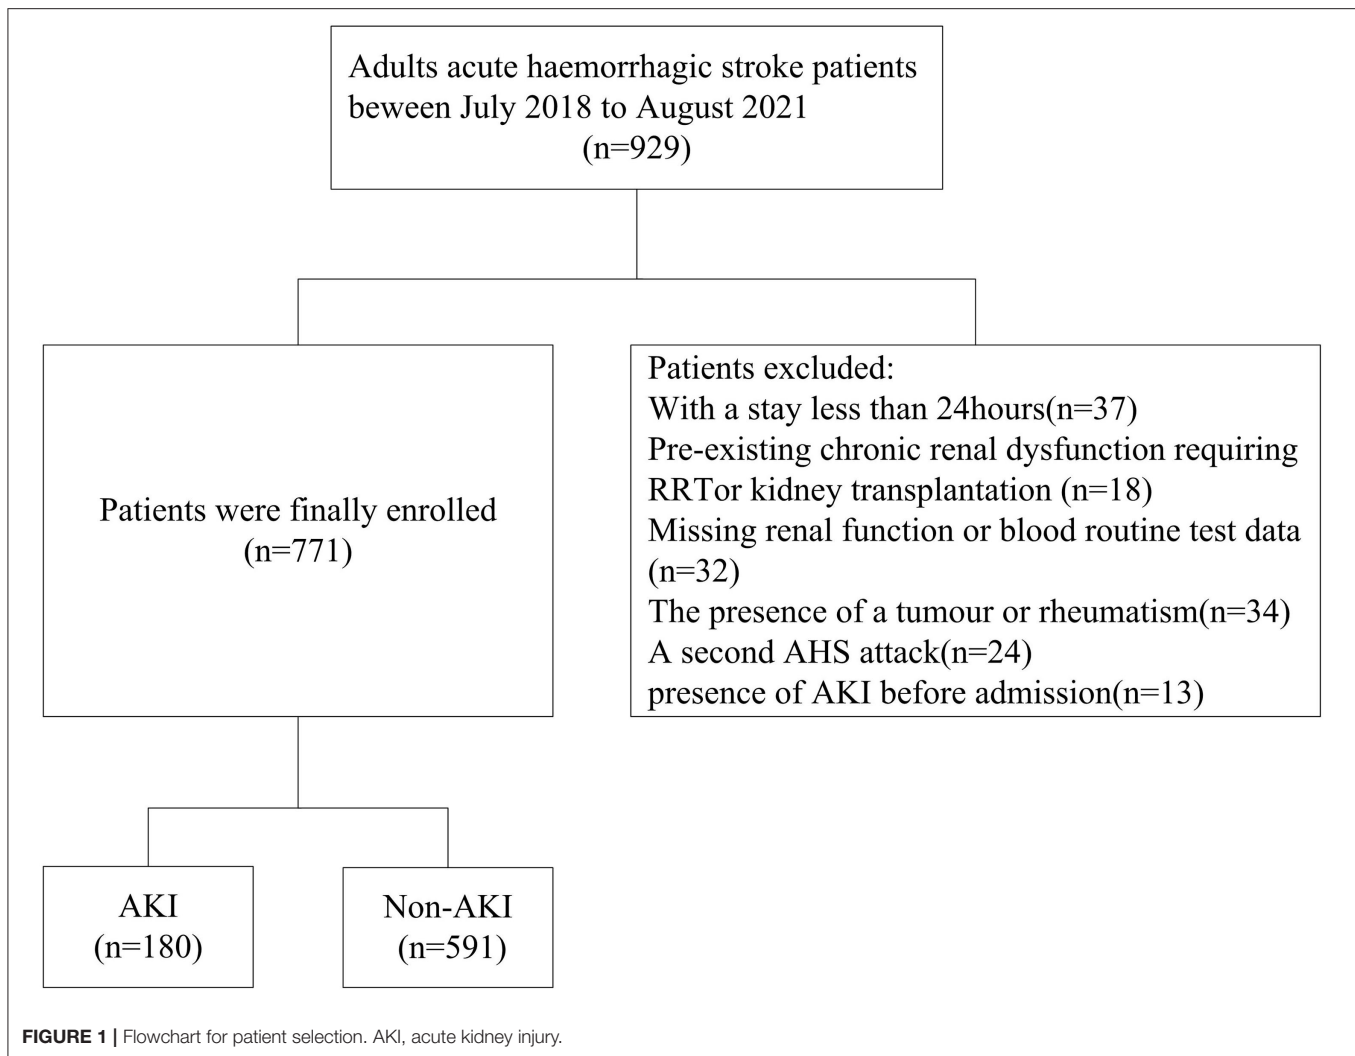 Adults acute haemorrhagic stroke patients
beween July 2018 to August 2021
(n=929)
Patients were finally enrolled
(n=771)
Patients excluded:
With a stay less than 24hours(n=37)
Pre-existing chronic renal dysfunction requiring
RRTor kidney transplantation (n=18)
Missing renal function or blood routine test data
(n=32)
The presence of a tumour or rheumatism(n=34)
A second AHS attack(n=24)
presence of AKI before admission(n=13)
AKI
(n=180)
Non-AKI
(n=591)
FIGURE 1 | Flowchart for patient selection. AKI, acute kidney injury.